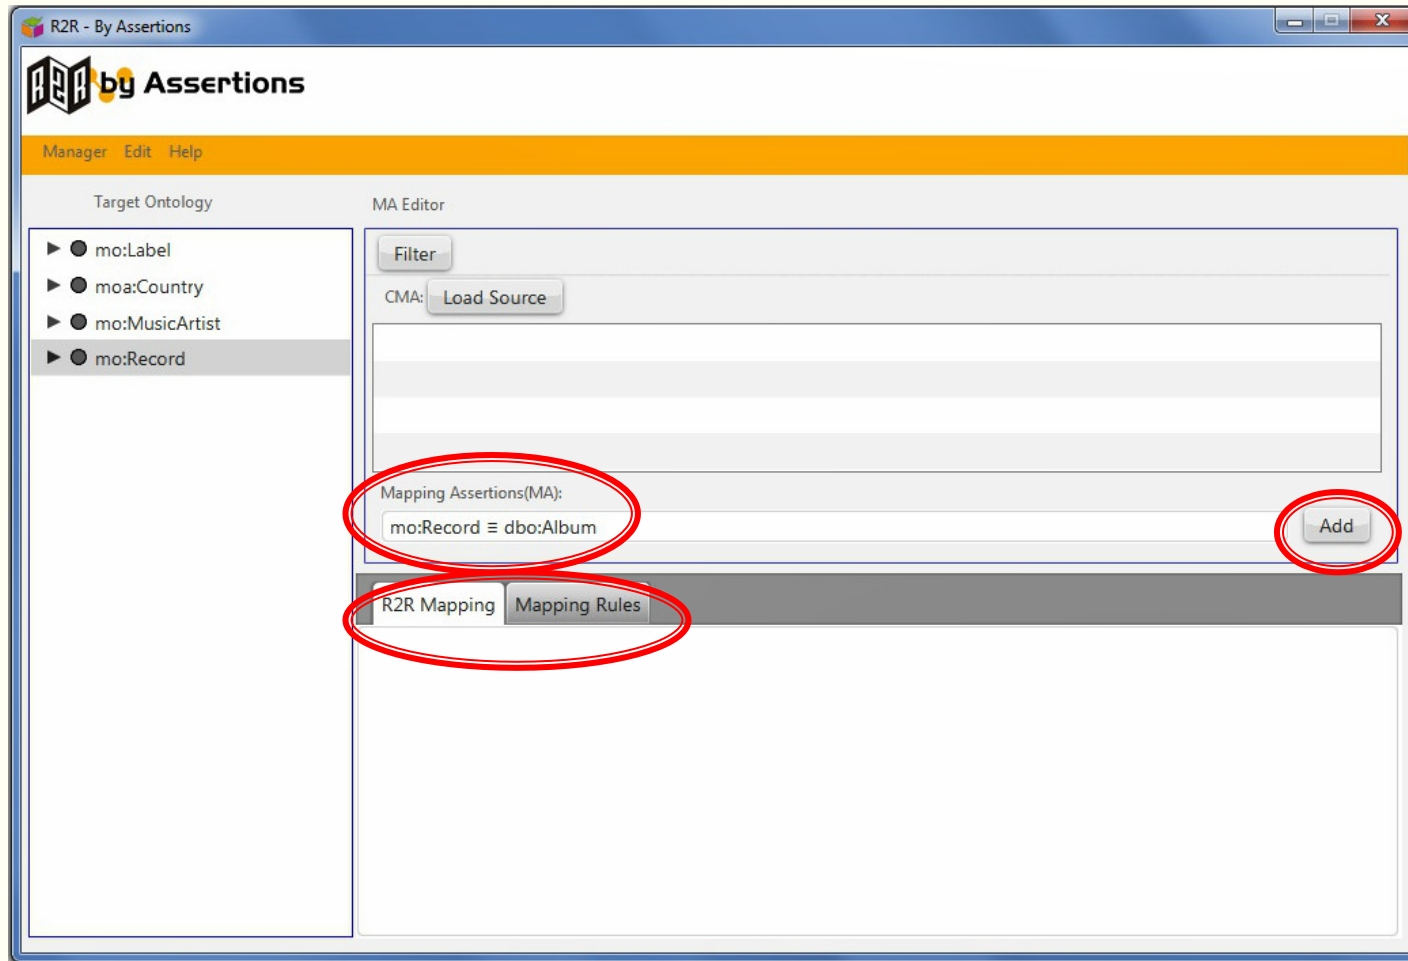 R2R - By Assertions
R2R by Assertions
Manager Edit Help
Target Ontology
MA Editor
mo:Label
moa:Country
mo:MusicArtist
mo:Record
Filter
CMA: Load Source
Mapping Assertions(MA):
mo:Record ≡ dbo:Album
Add
R2R Mapping Mapping Rules